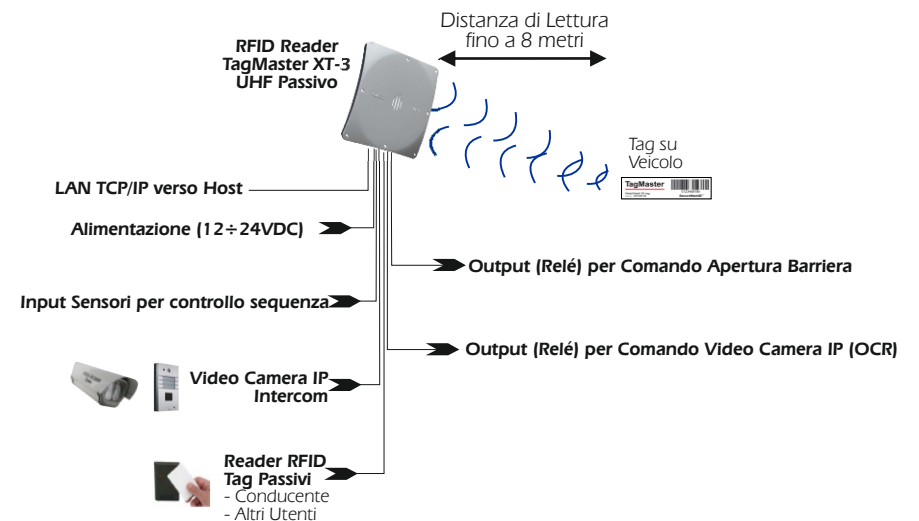 Distanza di Lettura
fino a 8 metri
RFID Reader
TagMaster XT-3
UHF Passivo
Tag su
Veicolo
TagMaster
LAN TCP/IP verso Host
Alimentazione (12÷24VDC)
Output (Relé) per Comando Apertura Barriera
Input Sensori per controllo sequenza
Output (Relé) per Comando Video Camera IP (OCR)
Video Camera IP
Intercom
Reader RFID
Tag Passivi
- Conducente
- Altri Utenti